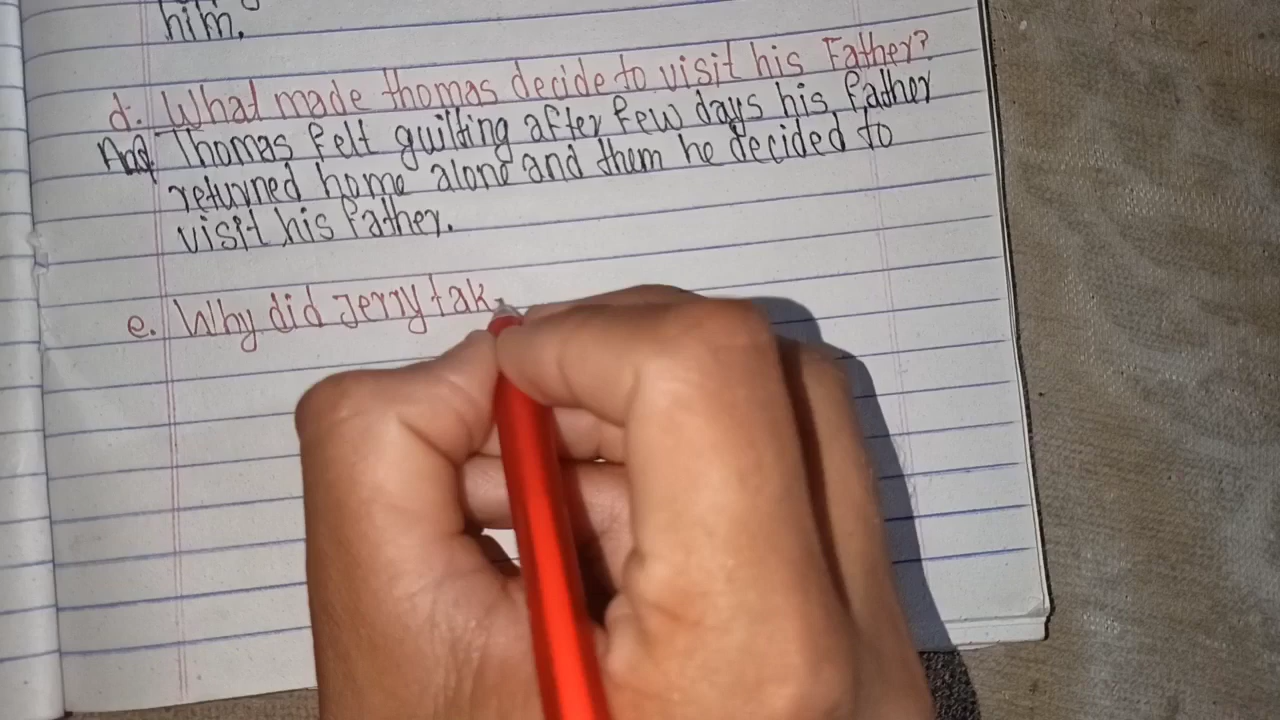 him.
d. What made thomas decide to visit his Father?
Thomas felt guilting after few days his father
returned home alone and them he decided to
visit his father.
e. Why did Jerry tak